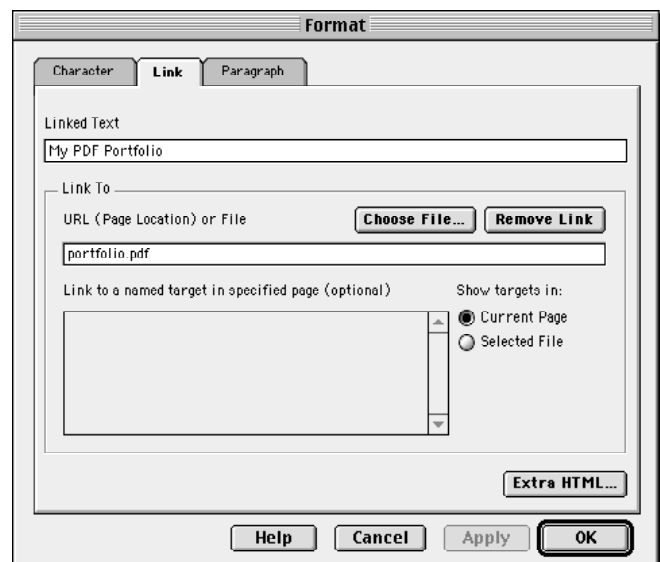 Format
Character Link Paragraph
Linked Text
My PDF Portfolio
Link To
URL (Page Location) or File Choose File... Remove Link
portfolio.pdf
Link to a named target in specified page (optional) Show targets in:
Current Page
Selected File
Extra HTML...
Help Cancel Apply OK